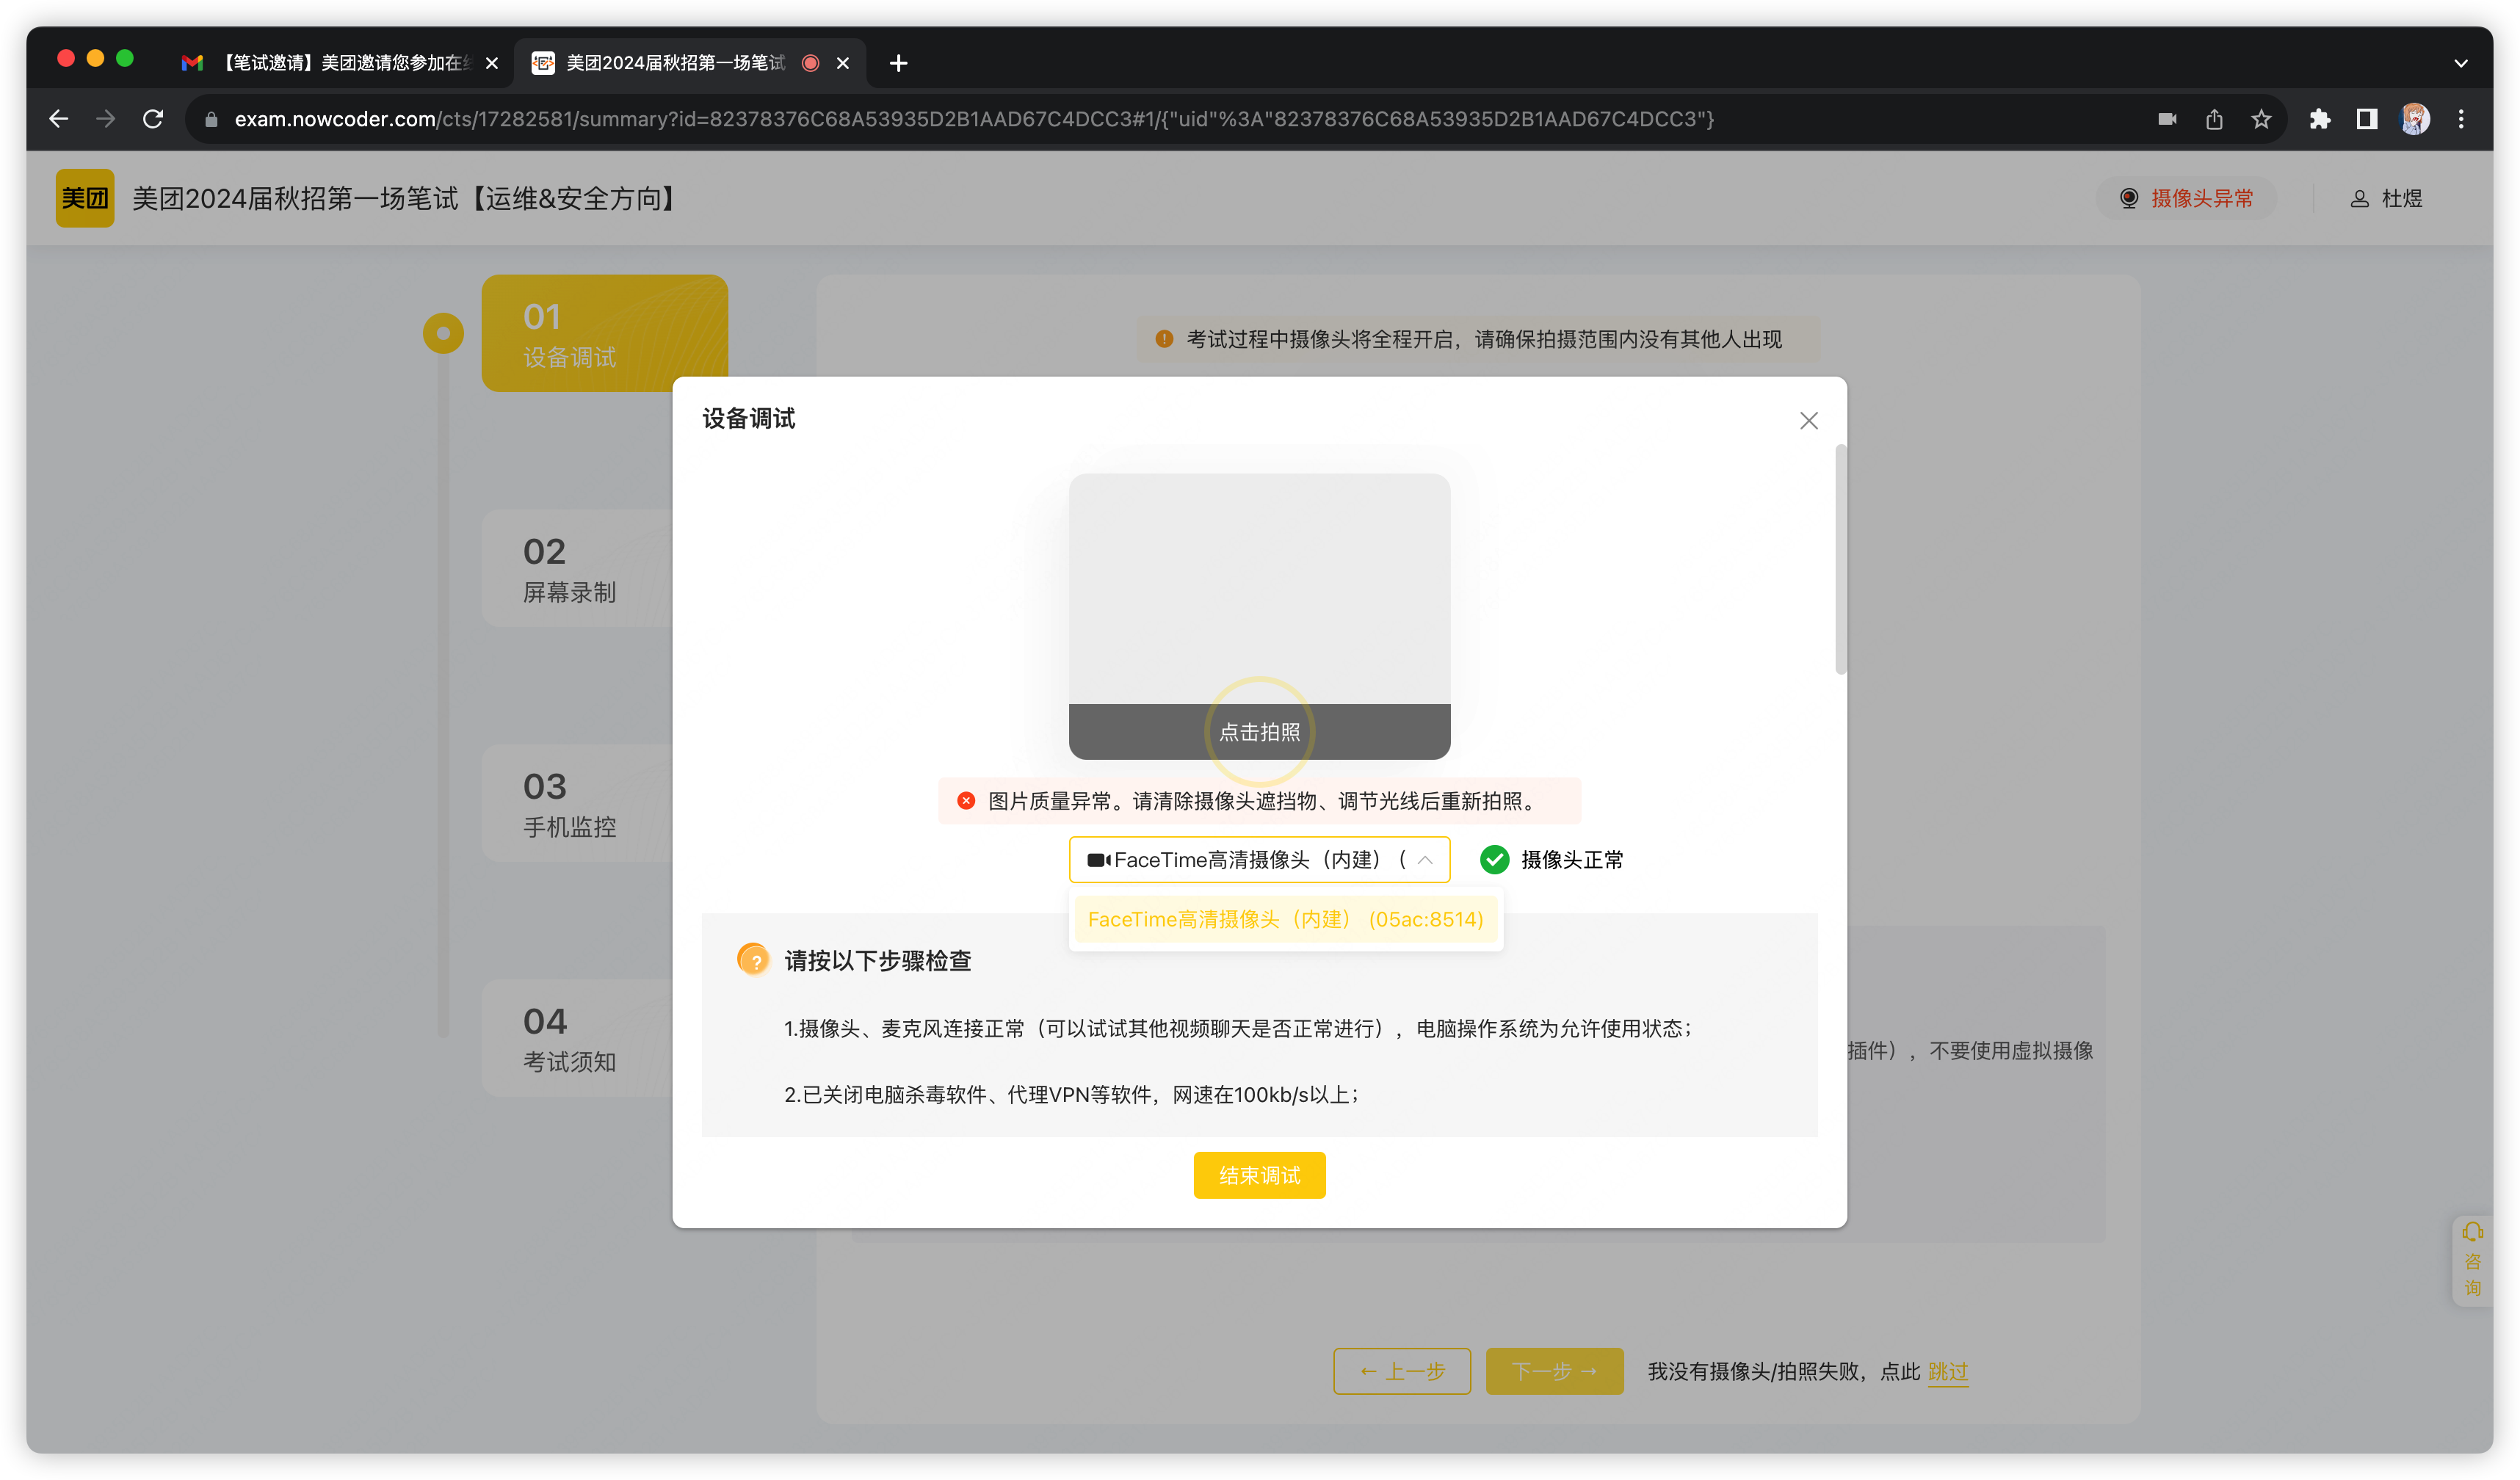 【笔试邀请】美团邀请您参加在
美团2024届秋招第一场笔试
exam.nowcoder.com/cts/17282581/summary?id=82378376C68A53935D2B1AAD67C4DCC3#1/{"uid"%3A"82378376C68A53935D2B1AAD67C4DCC3"}
美团
美团2024届秋招第一场笔试【运维&安全方向】
摄像头异常
杜煜
01
设备调试
考试过程中摄像头将全程开启，请确保拍摄范围内没有其他人出现
设备调试
点击拍照
图片质量异常。请清除摄像头遮挡物、调节光线后重新拍照。
FaceTime高清摄像头（内建）（
摄像头正常
FaceTime高清摄像头（内建） (05ac:8514)
请按以下步骤检查
1.摄像头、麦克风连接正常（可以试试其他视频聊天是否正常进行），电脑操作系统为允许使用状态；
2.已关闭电脑杀毒软件、代理VPN等软件，网速在100kb/s以上；
结束调试
02
屏幕录制
03
手机监控
04
考试须知
插件），不要使用虚拟摄像
咨
询
← 上一步
下一步 →
我没有摄像头/拍照失败，点此 跳过